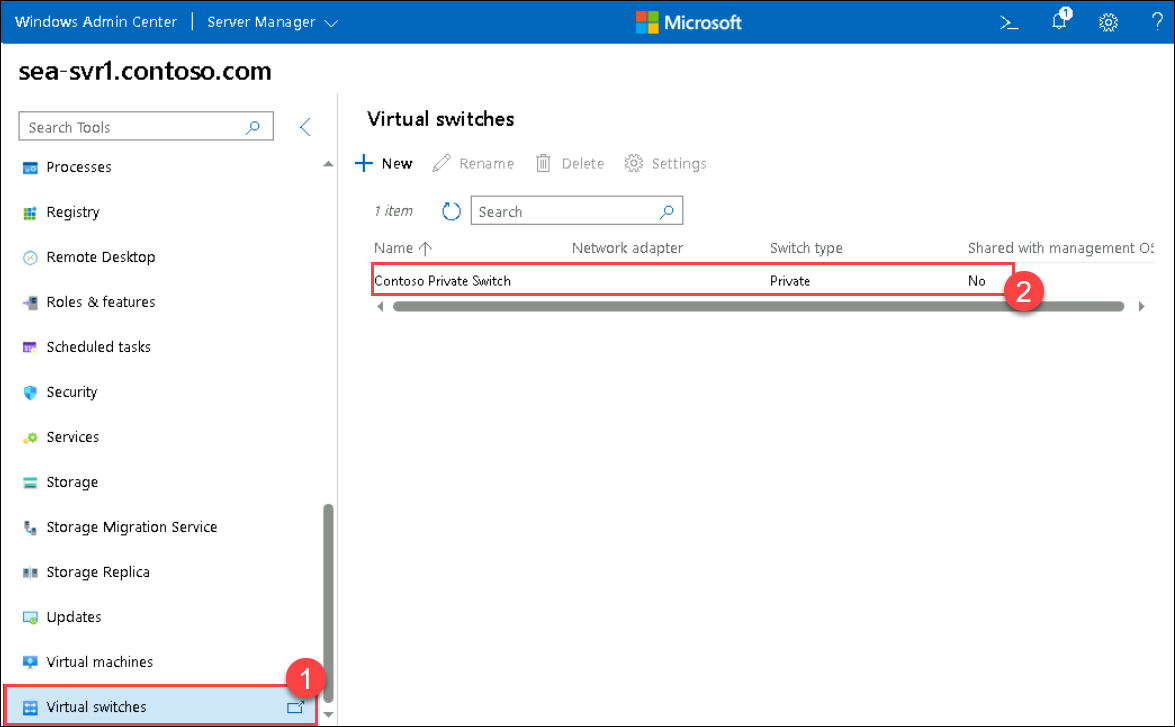 Windows Admin Center | Server Manager Microsoft 1 ?
sea-svr1.contoso.com
Search Tools
Processes
Registry
Remote Desktop
Roles & features
Scheduled tasks
Security
Services
Storage
Storage Migration Service
Storage Replica
Updates
Virtual machines
1
Virtual switches
Virtual switches
New Rename Delete Settings
1 item Search
Name Network adapter Switch type Shared with management OS
Contoso Private Switch Private No
2